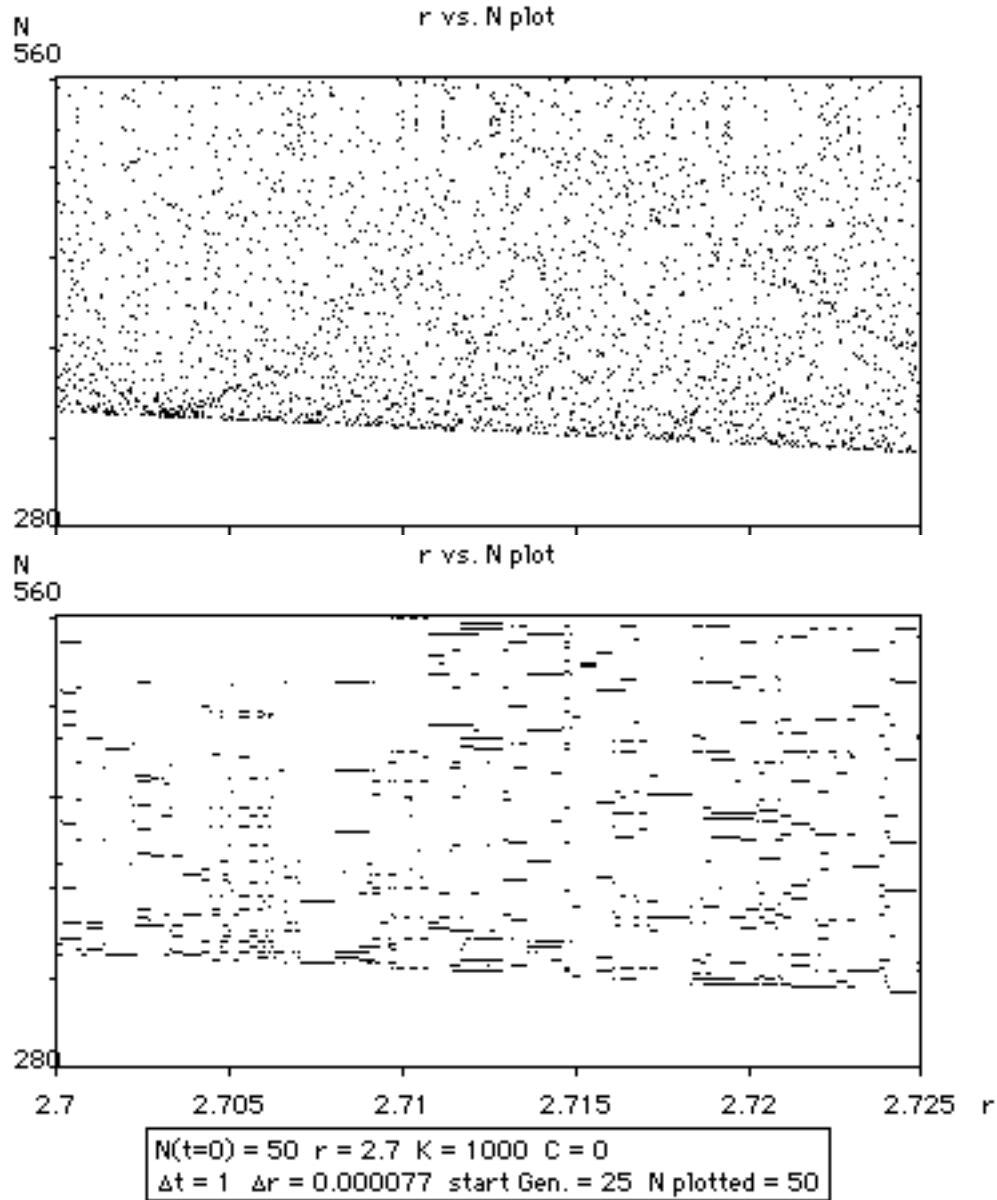 r vs. N plot
N
560
280
r vs. N plot
N
560
280
2.7 2.705 2.71 2.715 2.72 2.725 r
N(t=0) = 50 r = 2.7 K = 1000 C = 0
Δt = 1 Δr = 0.000077 start Gen. = 25 N plotted = 50